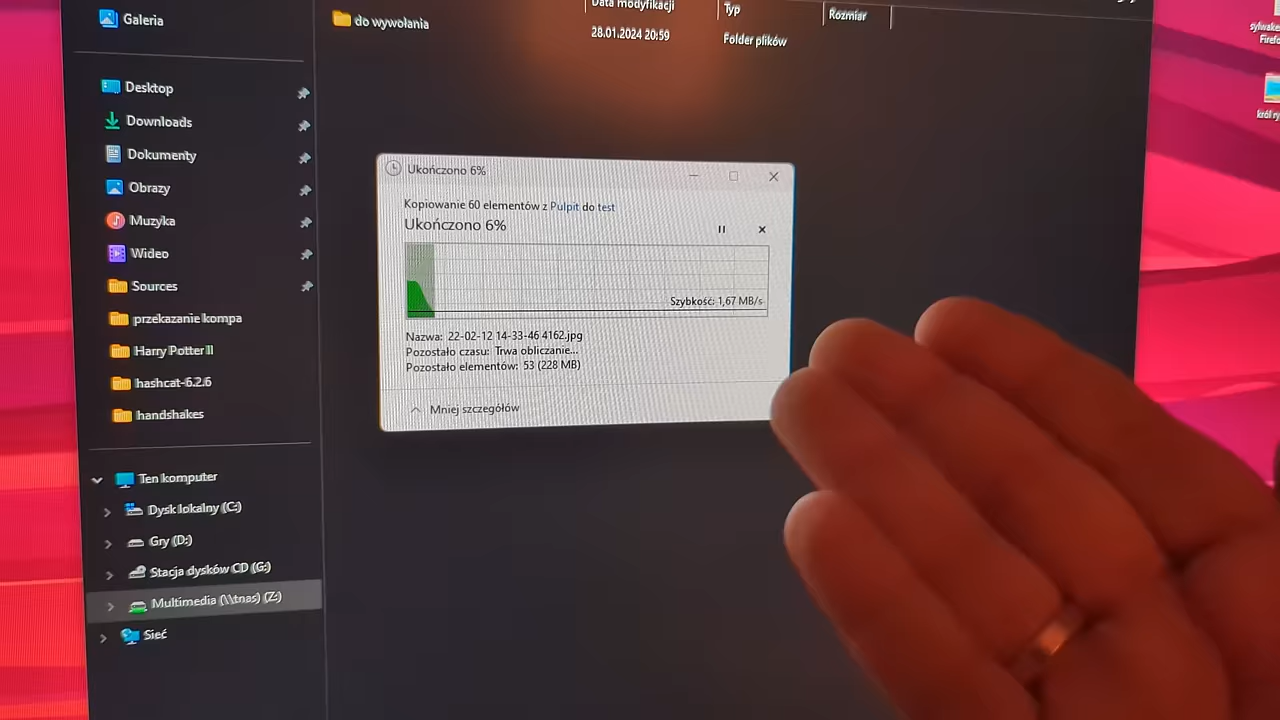 Galeria
Desktop
Downloads
Dokumenty
Obrazy
Muzyka
Wideo
Sources
przekazanie kompa
Harry Potter II
hashcat-6.2.6
handshakes
Ten komputer
Dysk lokalny (C:)
Gry (D:)
Stacja dysków CD (G:)
Multimedia (\\tnas) (Z:)
Sieć
Data modyfikacji Typ Rozmiar
do wywołania 28.01.2024 20:59 Folder plików
Ukończono 6%
Kopiowanie 60 elementów z Pulpit do test
Ukończono 6%
Szybkość: 1,67 MB/s
Nazwa: 22-02-12 14-33-46 4162.jpg
Pozostało czasu: Trwa obliczanie...
Pozostało elementów: 53 (228 MB)
Mniej szczegółów